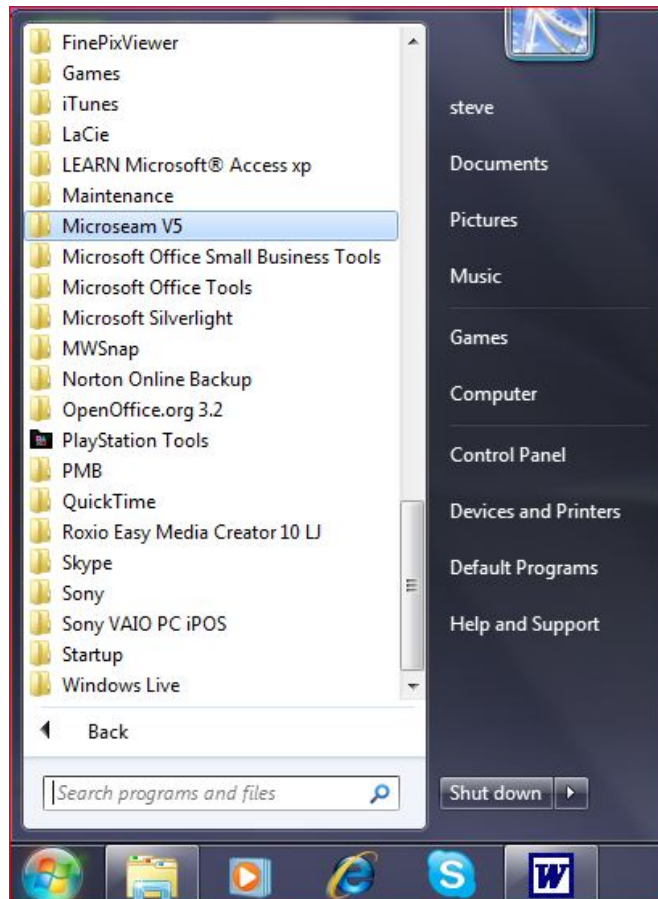 FinePixViewer
Games
iTunes
LaCie
LEARN Microsoft® Access xp
Maintenance
Microseam V5
Microsoft Office Small Business Tools
Microsoft Office Tools
Microsoft Silverlight
MWSnap
Norton Online Backup
OpenOffice.org 3.2
PlayStation Tools
PMB
QuickTime
Roxio Easy Media Creator 10 LJ
Skype
Sony
Sony VAIO PC iPOS
Startup
Windows Live
Back
Search programs and files
steve
Documents
Pictures
Music
Games
Computer
Control Panel
Devices and Printers
Default Programs
Help and Support
Shut down
S
W